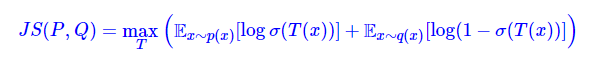 JS(P, Q) = max_T ( 𝔼_{x∼p(x)}[log σ(T(x))] + 𝔼_{x∼q(x)}[log(1 − σ(T(x))] )